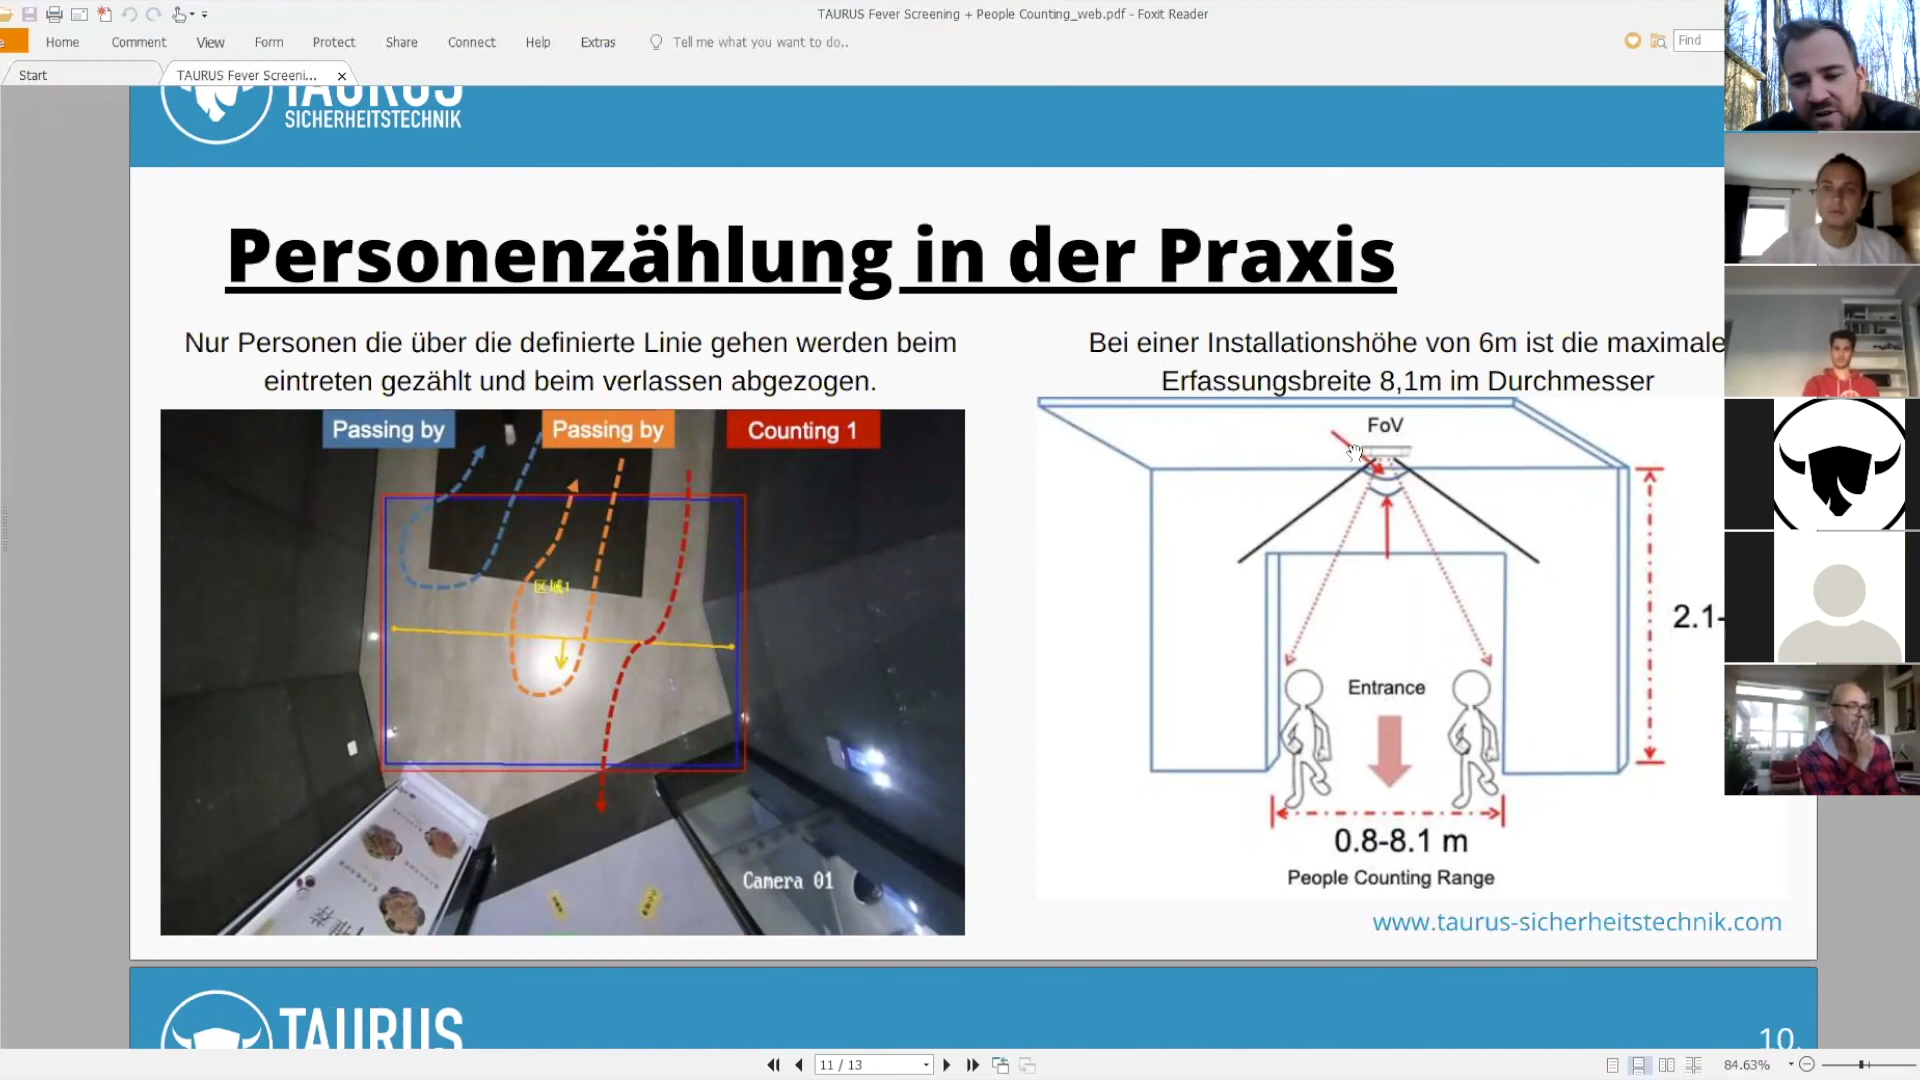 TAURUS Fever Screening + People Counting_web.pdf - Foxit Reader
Home Comment View Form Protect Share Connect Help Extras Tell me what you want to do.. Find
Start TAURUS Fever Screeni...
TAURUS
SICHERHEITSTECHNIK
Personenzählung in der Praxis
Nur Personen die über die definierte Linie gehen werden beim
eintreten gezählt und beim verlassen abgezogen.
Passing by Passing by Counting 1
区域1
Camera 01
Bei einer Installationshöhe von 6m ist die maximale
Erfassungsbreite 8,1m im Durchmesser
FoV
2.1-
Entrance
0.8-8.1 m
People Counting Range
www.taurus-sicherheitstechnik.com
TAURUS
10.
11 / 13
84.63%